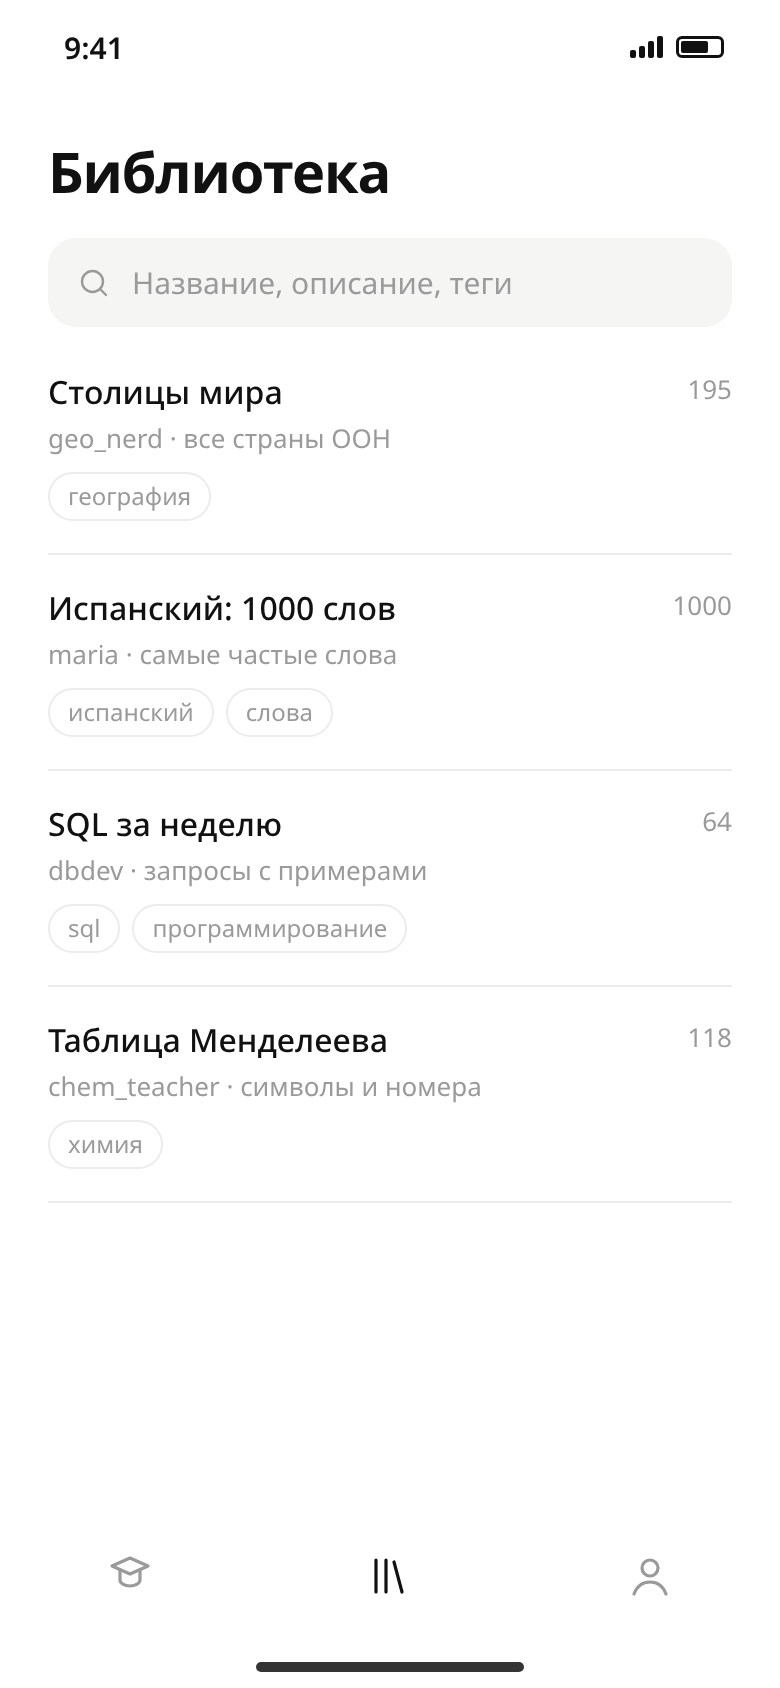 9:41
Библиотека
Название, описание, теги
Столицы мира 195
geo_nerd · все страны ООН
география
Испанский: 1000 слов 1000
maria · самые частые слова
испанский слова
SQL за неделю 64
dbdev · запросы с примерами
sql программирование
Таблица Менделеева 118
chem_teacher · символы и номера
химия